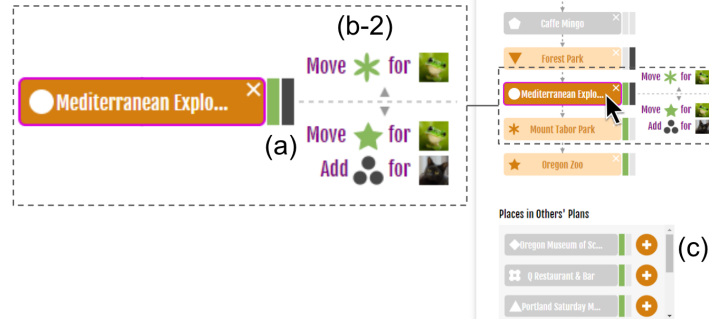 (b-2)
Move for
Mediterranean Explo...
(a)
Move for
Add for
Caffe Mingo
Forest Park
Move for
Mediterranean Explo...
Move for
Mount Tabor Park
Add for
Oregon Zoo
Places in Others' Plans
Oregon Museum of Sc...
(c)
Q Restaurant & Bar
Portland Saturday M...